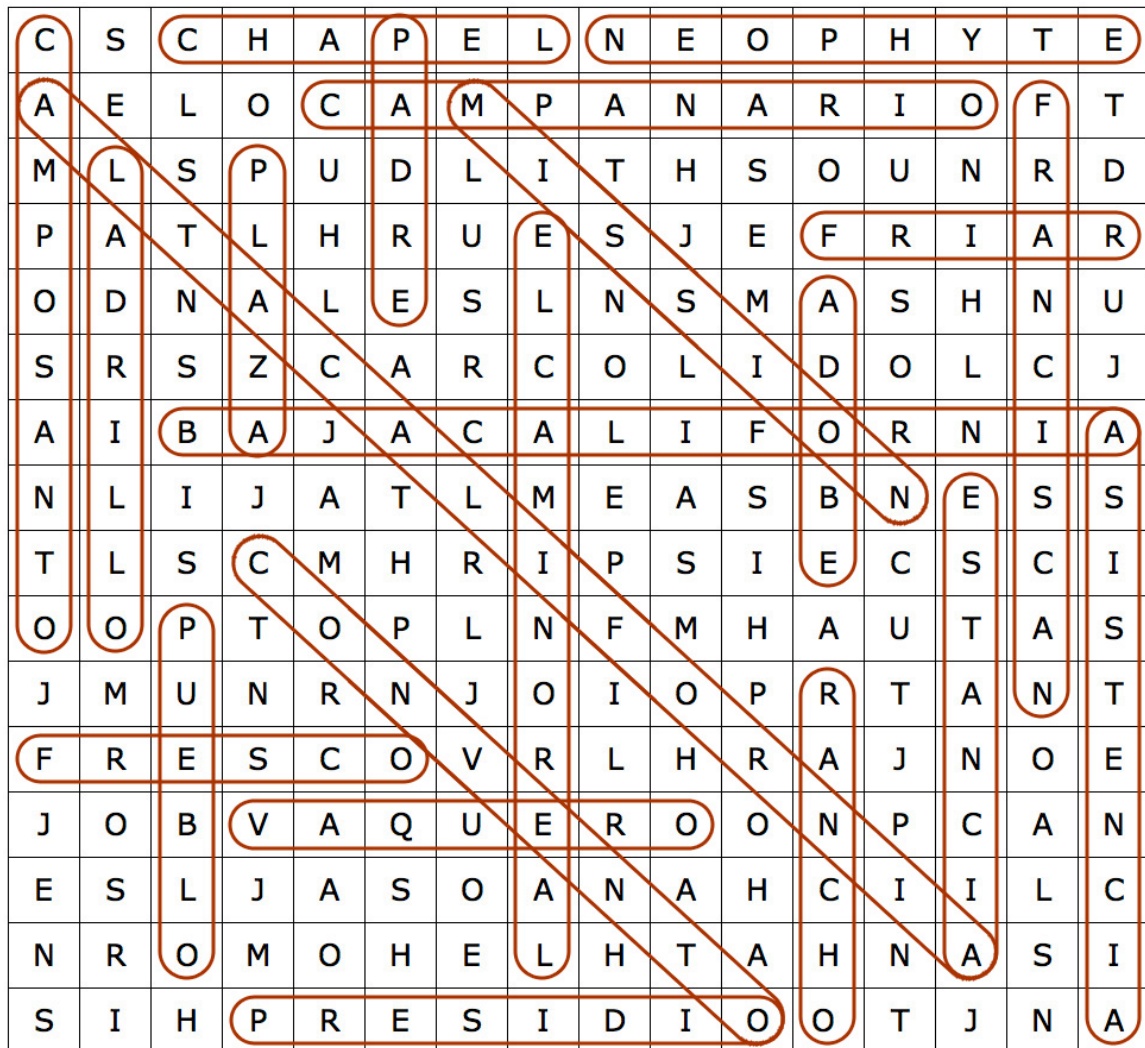 C S C H A P E L N E O P H Y T E
A E L O C A M P A N A R I O F T
M L S P U D L I T H S O U N R D
P A T L H R U E S J E F R I A R
O D N A L E S L N S M A S H N U
S R S Z C A R C O L I D O L C J
A I B A J A C A L I F O R N I A
N L I J A T L M E A S B N E S S
T L S C M H R I P S I E C S C I
O O P T O P L N F M H A U T A S
J M U N R N J O I O P R T A N T
F R E S C O V R L H R A J N O E
J O B V A Q U E R O O N P C A N
E S L J A S O A N A H C I I L C
N R O M O H E L H T A H N A S I
S I H P R E S I D I O O T J N A